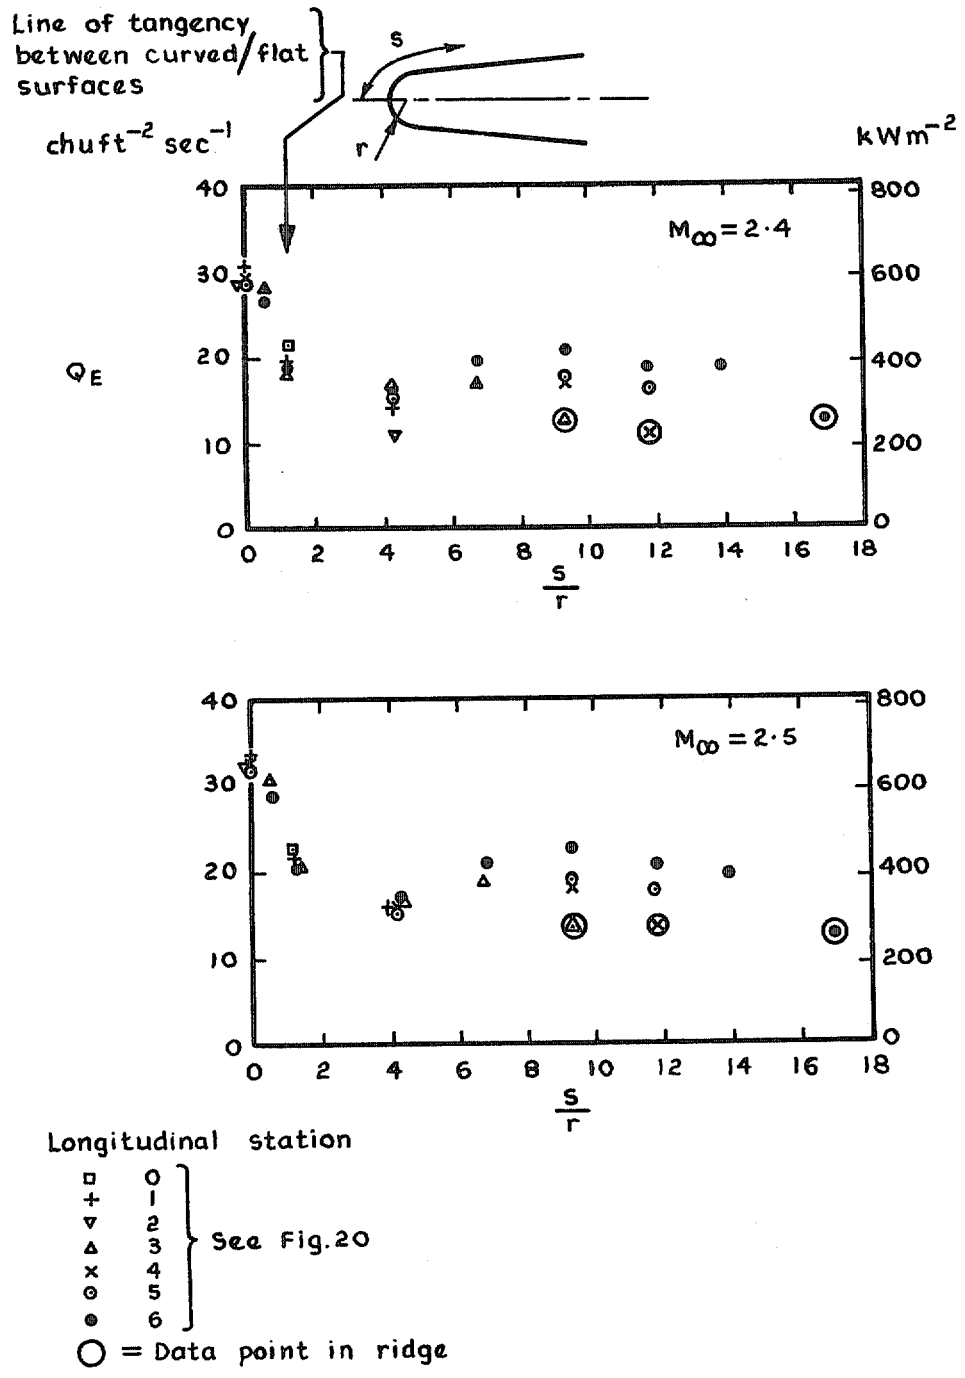 Line of tangency
between curved/flat
surfaces
s
r
chuft⁻² sec⁻¹
kWm⁻²
40
800
M∞ = 2·4
30
600
20
400
Q_E
10
200
0
0
0 2 4 6 8 10 12 14 16 18
s
r
40
800
M∞ = 2·5
30
600
20
400
10
200
0
0
0 2 4 6 8 10 12 14 16 18
s
r
Longitudinal station
0
1
2
3
4
5
6
See Fig.20
= Data point in ridge